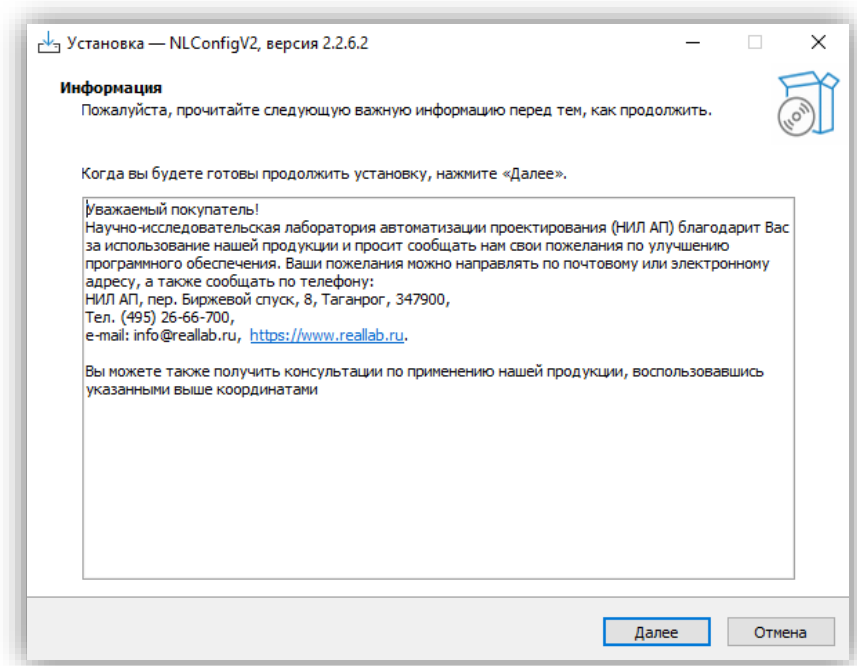 Установка — NLConfigV2, версия 2.2.6.2
Информация
Пожалуйста, прочитайте следующую важную информацию перед тем, как продолжить.
Когда вы будете готовы продолжить установку, нажмите «Далее».
Уважаемый покупатель!
Научно-исследовательская лаборатория автоматизации проектирования (НИЛ АП) благодарит Вас
за использование нашей продукции и просит сообщать нам свои пожелания по улучшению
программного обеспечения. Ваши пожелания можно направлять по почтовому или электронному
адресу, а также сообщать по телефону:
НИЛ АП, пер. Биржевой спуск, 8, Таганрог, 347900,
Тел. (495) 26-66-700,
e-mail: info@reallab.ru,  https://www.reallab.ru.
Вы можете также получить консультации по применению нашей продукции, воспользовавшись
указанными выше координатами
Далее
Отмена